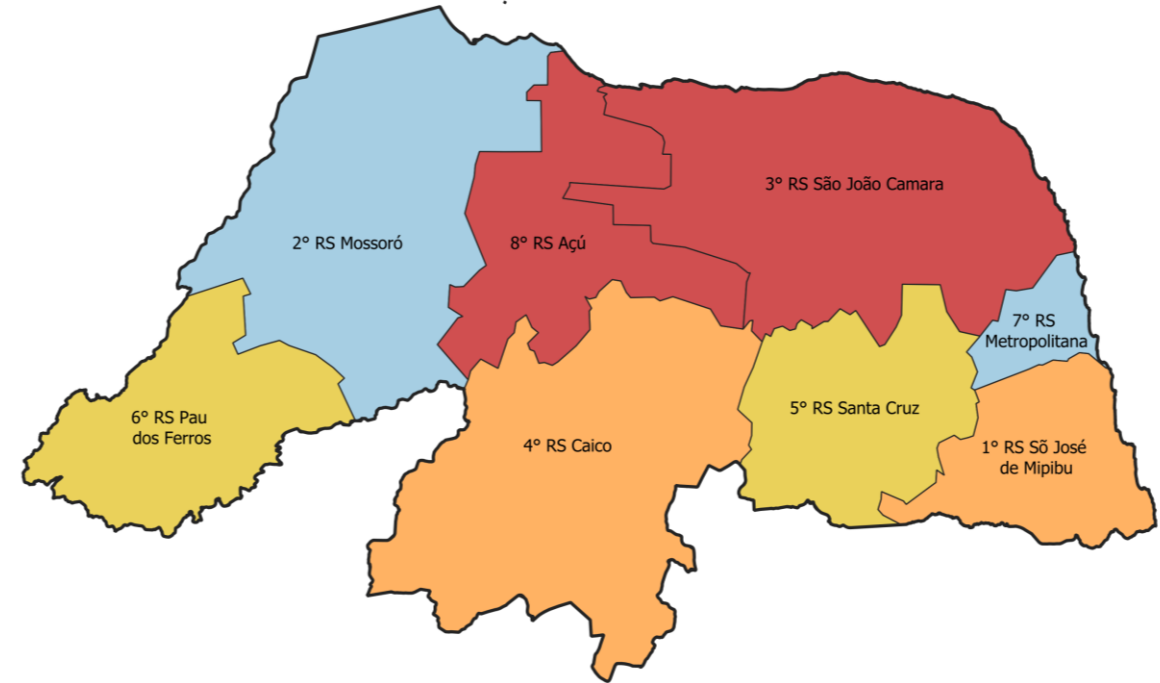 3° RS São João Camara
2° RS Mossoró
8° RS Açú
7° RS
Metropolitana
6° RS Pau
dos Ferros
5° RS Santa Cruz
4° RS Caico
1° RS Sõ José
de Mipibu